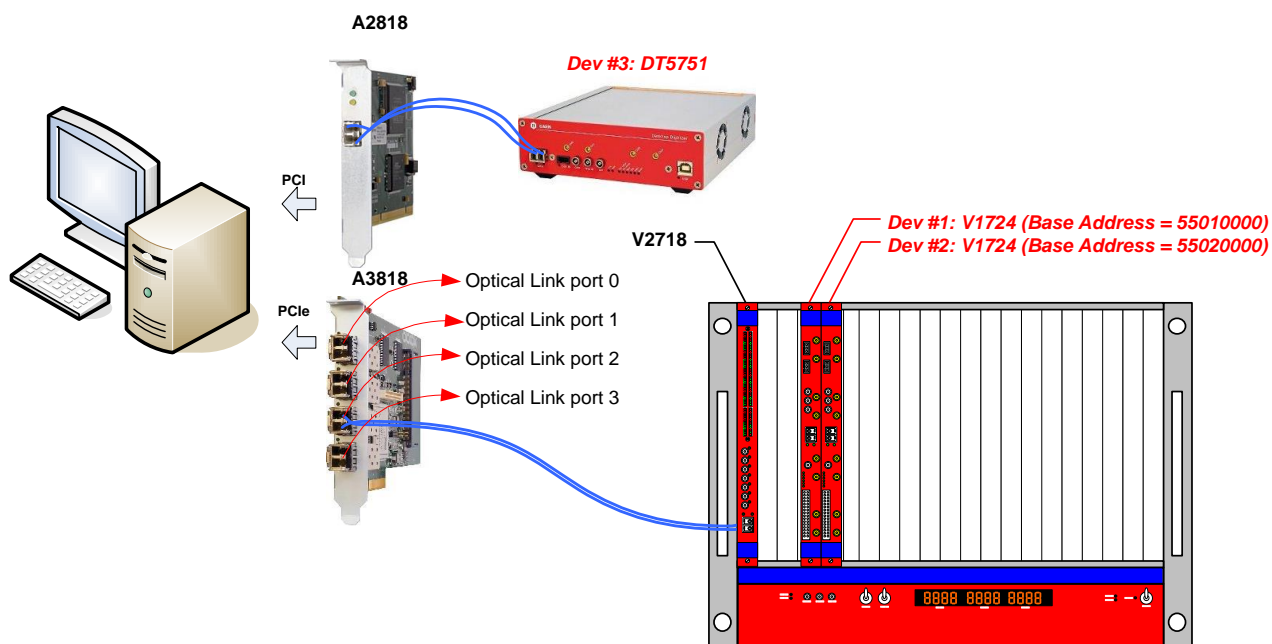 A2818
Dev #3: DT5751
PCI
A3818
PCIe
Optical Link port 0
Optical Link port 1
Optical Link port 2
Optical Link port 3
V2718
Dev #1: V1724 (Base Address = 55010000)
Dev #2: V1724 (Base Address = 55020000)
8888 8888 8888